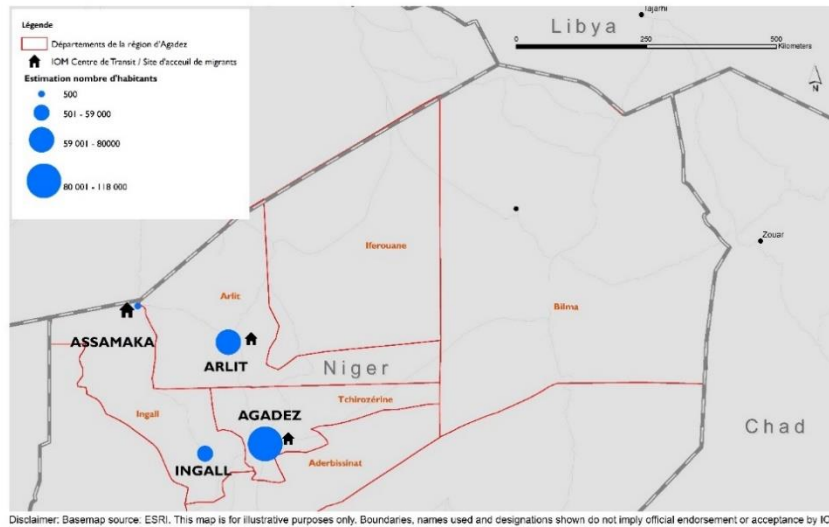 Légende
Départements de la région d'Agadez
IOM Centre de Transit / Site d'acceuil de migrants
Estimation nombre d'habitants
500
501 - 59 000
59 001 - 80000
80 001 - 118 000
Tajarhi
Libya
0 250 500
Kilometers
N
Zouar
Iferouane
Arlit
Bilma
ASSAMAKA
ARLIT
Niger
Tchirozérine
Ingall
AGADEZ
Chad
INGALL
Aderbissinat
Disclaimer: Basemap source: ESRI. This map is for illustrative purposes only. Boundaries, names used and designations shown do not imply official endorsement or acceptance by